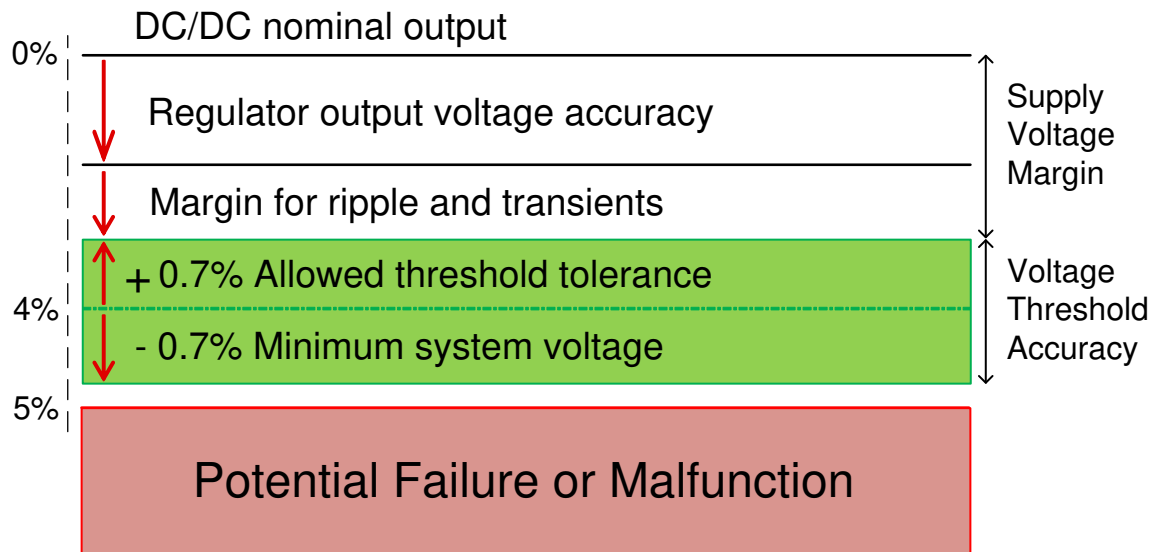 DC/DC nominal output
0%
Regulator output voltage accuracy
Supply
Voltage
Margin
Margin for ripple and transients
+ 0.7% Allowed threshold tolerance
4%
- 0.7% Minimum system voltage
Voltage
Threshold
Accuracy
5%
Potential Failure or Malfunction